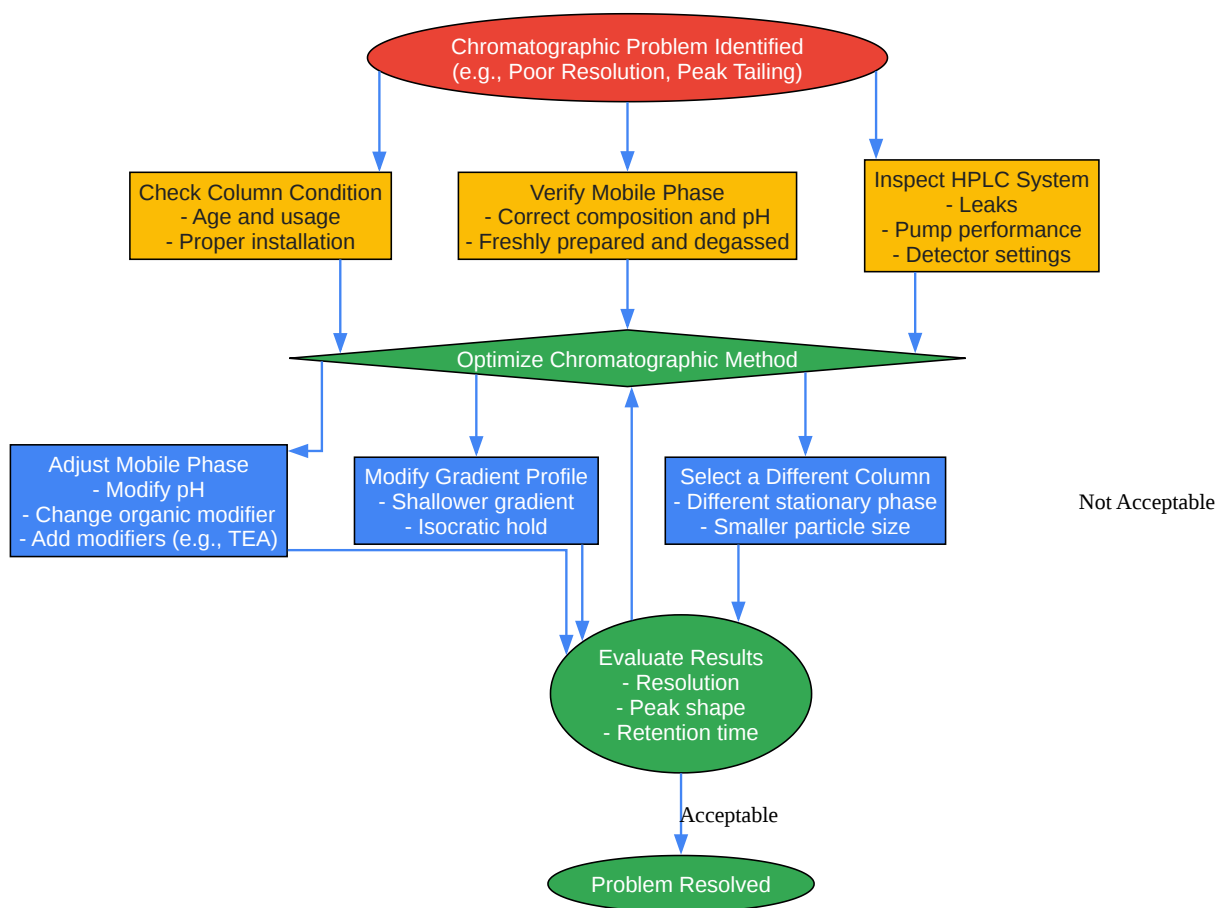 Chromatographic Problem Identified
(e.g., Poor Resolution, Peak Tailing)
Check Column Condition
- Age and usage
- Proper installation
Verify Mobile Phase
- Correct composition and pH
- Freshly prepared and degassed
Inspect HPLC System
- Leaks
- Pump performance
- Detector settings
Optimize Chromatographic Method
Adjust Mobile Phase
- Modify pH
- Change organic modifier
- Add modifiers (e.g., TEA)
Modify Gradient Profile
- Shallower gradient
- Isocratic hold
Select a Different Column
- Different stationary phase
- Smaller particle size
Not Acceptable
Evaluate Results
- Resolution
- Peak shape
- Retention time
Acceptable
Problem Resolved